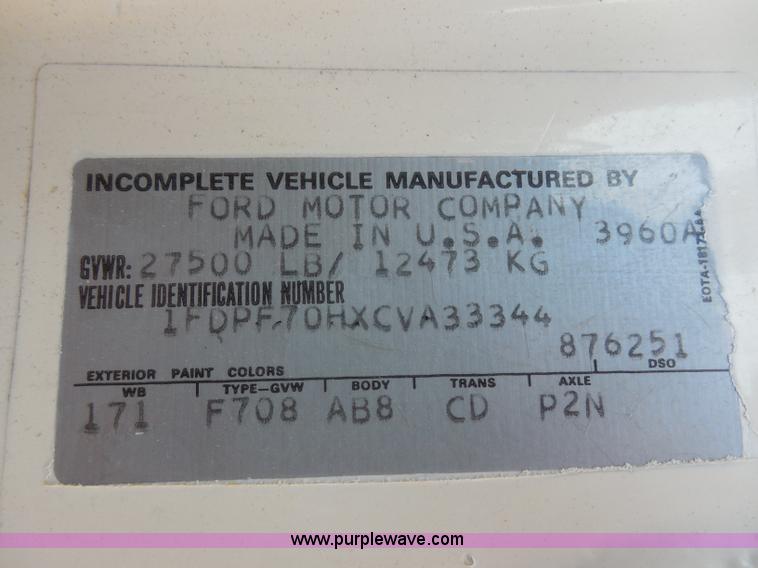 INCOMPLETE VEHICLE MANUFACTURED BY
FORD MOTOR COMPANY
MADE IN U.S.A. 3960A
GVWR: 27500 LB/ 12473 KG
VEHICLE IDENTIFICATION NUMBER
1FDPF70HXCVA33344
876251
EXTERIOR PAINT COLORS DSO
WB TYPE-GVW BODY TRANS AXLE
171 F708 AB8 CD P2N
www.purplewave.com